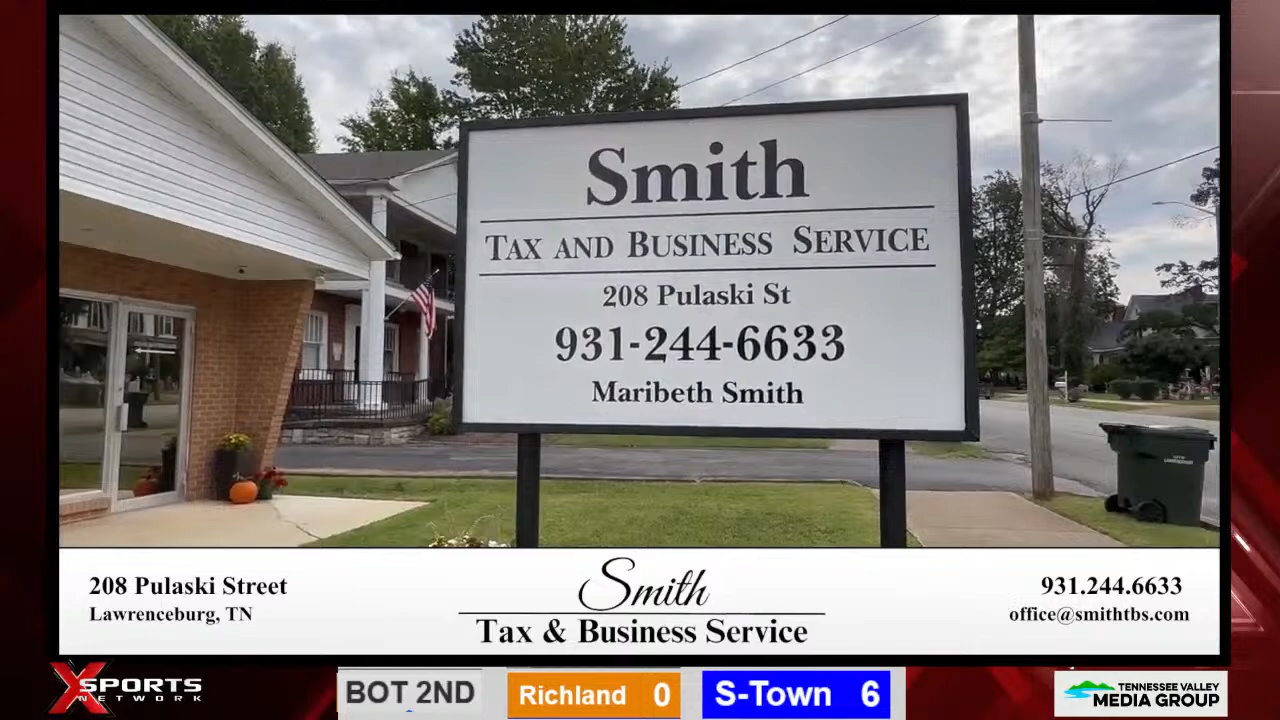 Smith
TAX AND BUSINESS SERVICE
208 Pulaski St
931-244-6633
Maribeth Smith
208 Pulaski Street
Lawrenceburg, TN
Smith
Tax & Business Service
931.244.6633
office@smithtbs.com
XSPORTS
NETWORK
BOT 2ND
Richland 0
S-Town 6
TENNESSEE VALLEY
MEDIA GROUP